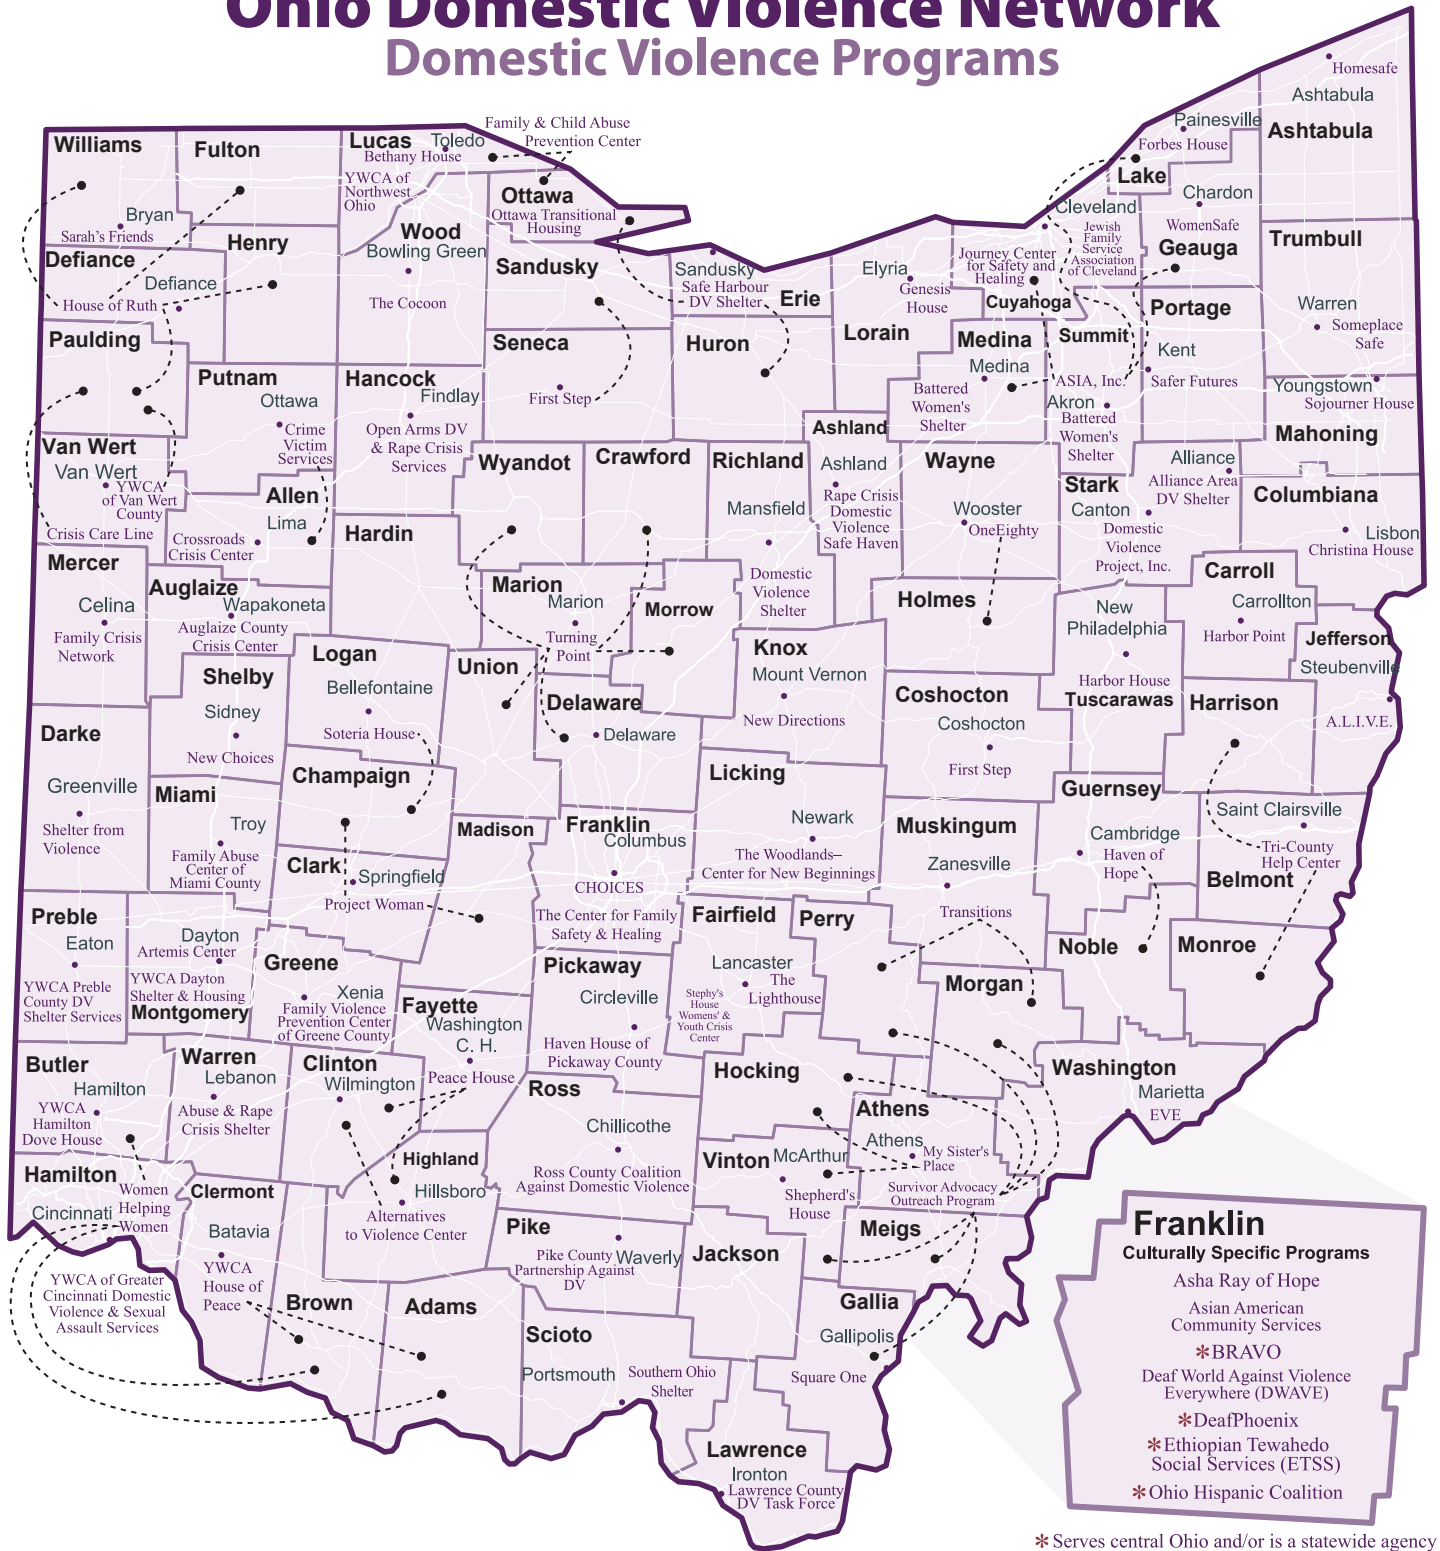 Ohio Domestic Violence Network
Domestic Violence Programs
Homesafe
Ashtabula
Ashtabula
Painesville
Forbes House
Lake
Chardon
WomenSafe
Geauga
Williams
Bryan
Sarah's Friends
Fulton
Lucas
Toledo
Bethany House
YWCA of
Northwest
Ohio
Family & Child Abuse
Prevention Center
Ottawa
Ottawa Transitional
Housing
Wood
Bowling Green
The Cocoon
Henry
Defiance
Defiance
House of Ruth
Sandusky
Sandusky
Safe Harbour
DV Shelter
Erie
Elyria
Genesis
House
Lorain
Cleveland
Journey Center
for Safety and
Healing
Jewish
Family
Service
Association
of Cleveland
Cuyahoga
Trumbull
Warren
Someplace
Safe
Portage
Kent
Safer Futures
Summit
ASIA, Inc.
Akron
Battered
Women's
Shelter
Medina
Medina
Battered
Women's
Shelter
Youngstown
Sojourner House
Mahoning
Paulding
Putnam
Ottawa
Crime
Victim
Services
Hancock
Findlay
Open Arms DV
& Rape Crisis
Services
Seneca
First Step
Huron
Ashland
Ashland
Rape Crisis
Domestic
Violence
Safe Haven
Van Wert
Van Wert
YWCA
of Van Wert
County
Crisis Care Line
Allen
Lima
Crossroads
Crisis Center
Wyandot
Crawford
Richland
Mansfield
Domestic
Violence
Shelter
Wayne
Wooster
OneEighty
Stark
Canton
Domestic
Violence
Project, Inc.
Alliance
Alliance Area
DV Shelter
Columbiana
Lisbon
Christina House
Mercer
Celina
Family Crisis
Network
Auglaize
Wapakoneta
Auglaize County
Crisis Center
Hardin
Marion
Marion
Turning
Point
Morrow
Holmes
Carroll
Carrollton
Harbor Point
Jefferson
Steubenville
A.L.I.V.E.
New
Philadelphia
Harbor House
Tuscarawas
Harrison
Logan
Bellefontaine
Soteria House
Union
Knox
Mount Vernon
New Directions
Shelby
Sidney
New Choices
Delaware
Delaware
Coshocton
Coshocton
First Step
Darke
Greenville
Shelter from
Violence
Miami
Troy
Family Abuse
Center of
Miami County
Champaign
Licking
Newark
The Woodlands–
Center for New Beginnings
Guernsey
Cambridge
Haven of
Hope
Saint Clairsville
Tri-County
Help Center
Belmont
Clark
Springfield
Project Woman
Madison
Franklin
Columbus
CHOICES
The Center for Family
Safety & Healing
Muskingum
Zanesville
Transitions
Preble
Eaton
YWCA Preble
County DV
Shelter Services
Dayton
Artemis Center
YWCA Dayton
Shelter & Housing
Montgomery
Greene
Xenia
Family Violence
Prevention Center
of Greene County
Fairfield
Lancaster
The
Lighthouse
Stephy's
House
Womens' &
Youth Crisis
Center
Perry
Noble
Monroe
Morgan
Pickaway
Circleville
Haven House of
Pickaway County
Fayette
Washington
C. H.
Peace House
Butler
Hamilton
YWCA
Hamilton
Dove House
Warren
Lebanon
Abuse & Rape
Crisis Shelter
Clinton
Wilmington
Ross
Chillicothe
Ross County Coalition
Against Domestic Violence
Hocking
Athens
Athens
My Sister's
Place
Survivor Advocacy
Outreach Program
Washington
Marietta
EVE
Hamilton
Cincinnati
Women
Helping
Women
Clermont
Batavia
YWCA
House of
Peace
Highland
Hillsboro
Alternatives
to Violence Center
Vinton
McArthur
Shepherd's
House
Meigs
YWCA of Greater
Cincinnati Domestic
Violence & Sexual
Assault Services
Brown
Adams
Pike
Pike County
Partnership Against
DV
Waverly
Jackson
Gallia
Gallipolis
Square One
Scioto
Portsmouth
Southern Ohio
Shelter
Lawrence
Ironton
Lawrence County
DV Task Force
Franklin
Culturally Specific Programs
Asha Ray of Hope
Asian American
Community Services
*BRAVO
Deaf World Against Violence
Everywhere (DWAVE)
*DeafPhoenix
*Ethiopian Tewahedo
Social Services (ETSS)
*Ohio Hispanic Coalition
* Serves central Ohio and/or is a statewide agency